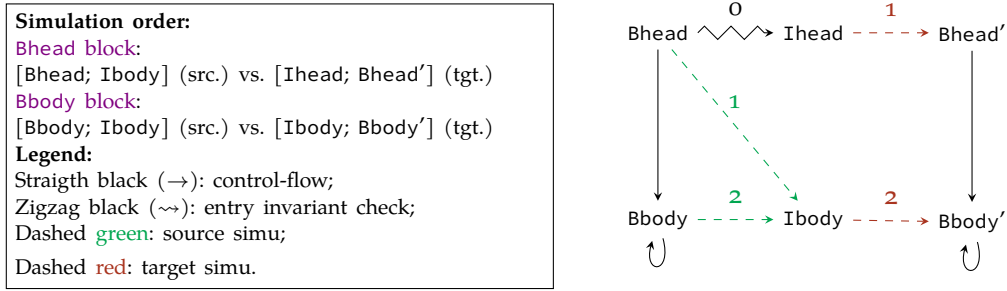 Simulation order:
Bhead block:
[Bhead; Ibody] (src.) vs. [Ihead; Bhead′] (tgt.)
Bbody block:
[Bbody; Ibody] (src.) vs. [Ibody; Bbody′] (tgt.)
Legend:
Straigth black (→): control-flow;
Zigzag black (⇝): entry invariant check;
Dashed green: source simu;
Dashed red: target simu.
0 1
Bhead Ihead Bhead′
1
2 2
Bbody Ibody Bbody′